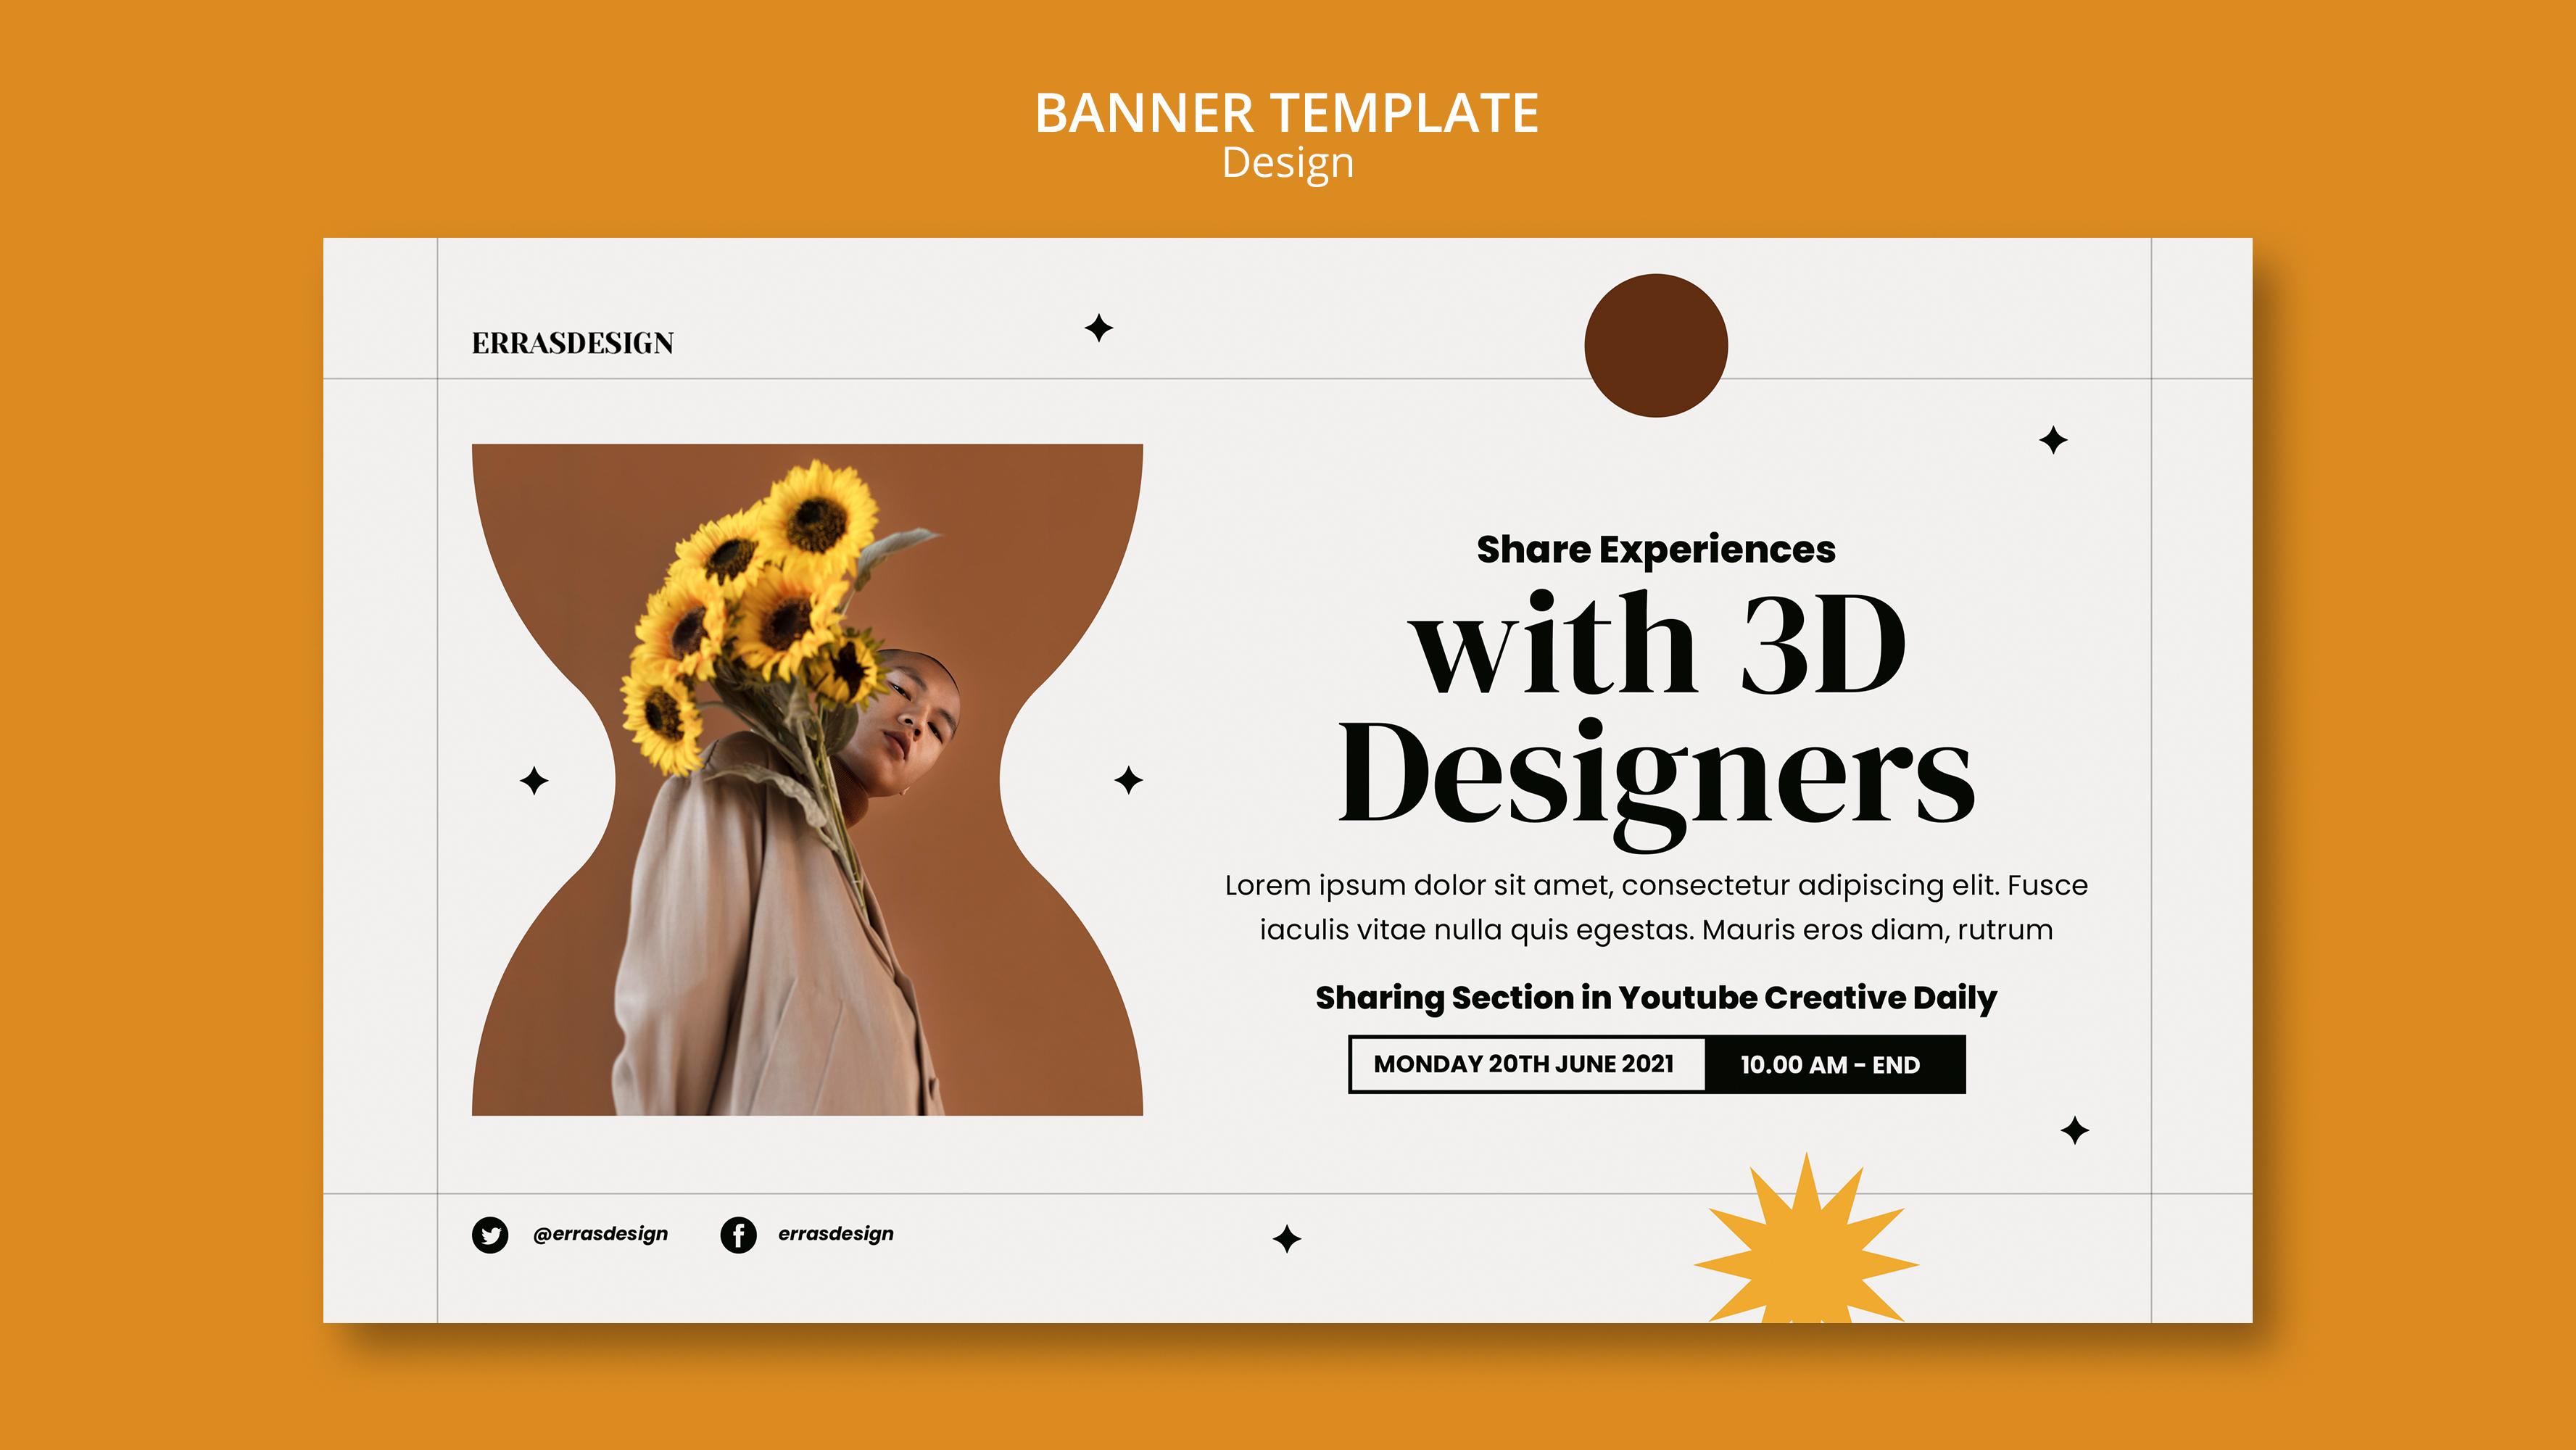 BANNER TEMPLATE
Design
ERRASDESIGN
Share Experiences
with 3D
Designers
Lorem ipsum dolor sit amet, consectetur adipiscing elit. Fusce
iaculis vitae nulla quis egestas. Mauris eros diam, rutrum
Sharing Section in Youtube Creative Daily
MONDAY 20TH JUNE 2021 10.00 AM - END
@errasdesign errasdesign